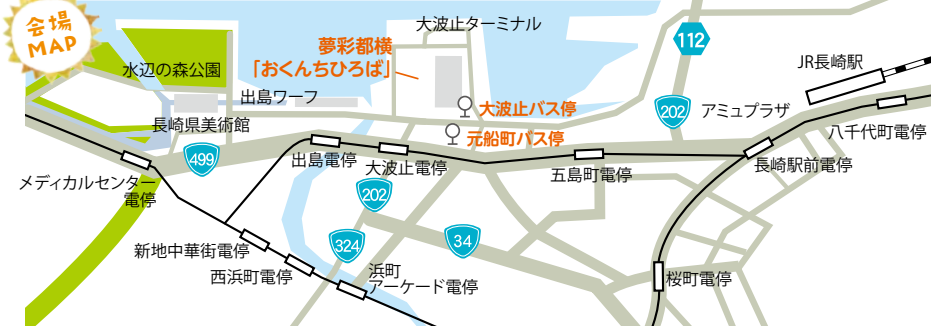 会場
MAP
大波止ターミナル
夢彩都横
「おくんちひろば」
112
JR長崎駅
水辺の森公園
出島ワーフ
大波止バス停
202
アミュプラザ
長崎県美術館
元船町バス停
八千代町電停
499
出島電停
大波止電停
五島町電停
長崎駅前電停
メディカルセンター
電停
202
新地中華街電停
324
34
西浜町電停
浜町
アーケード電停
桜町電停